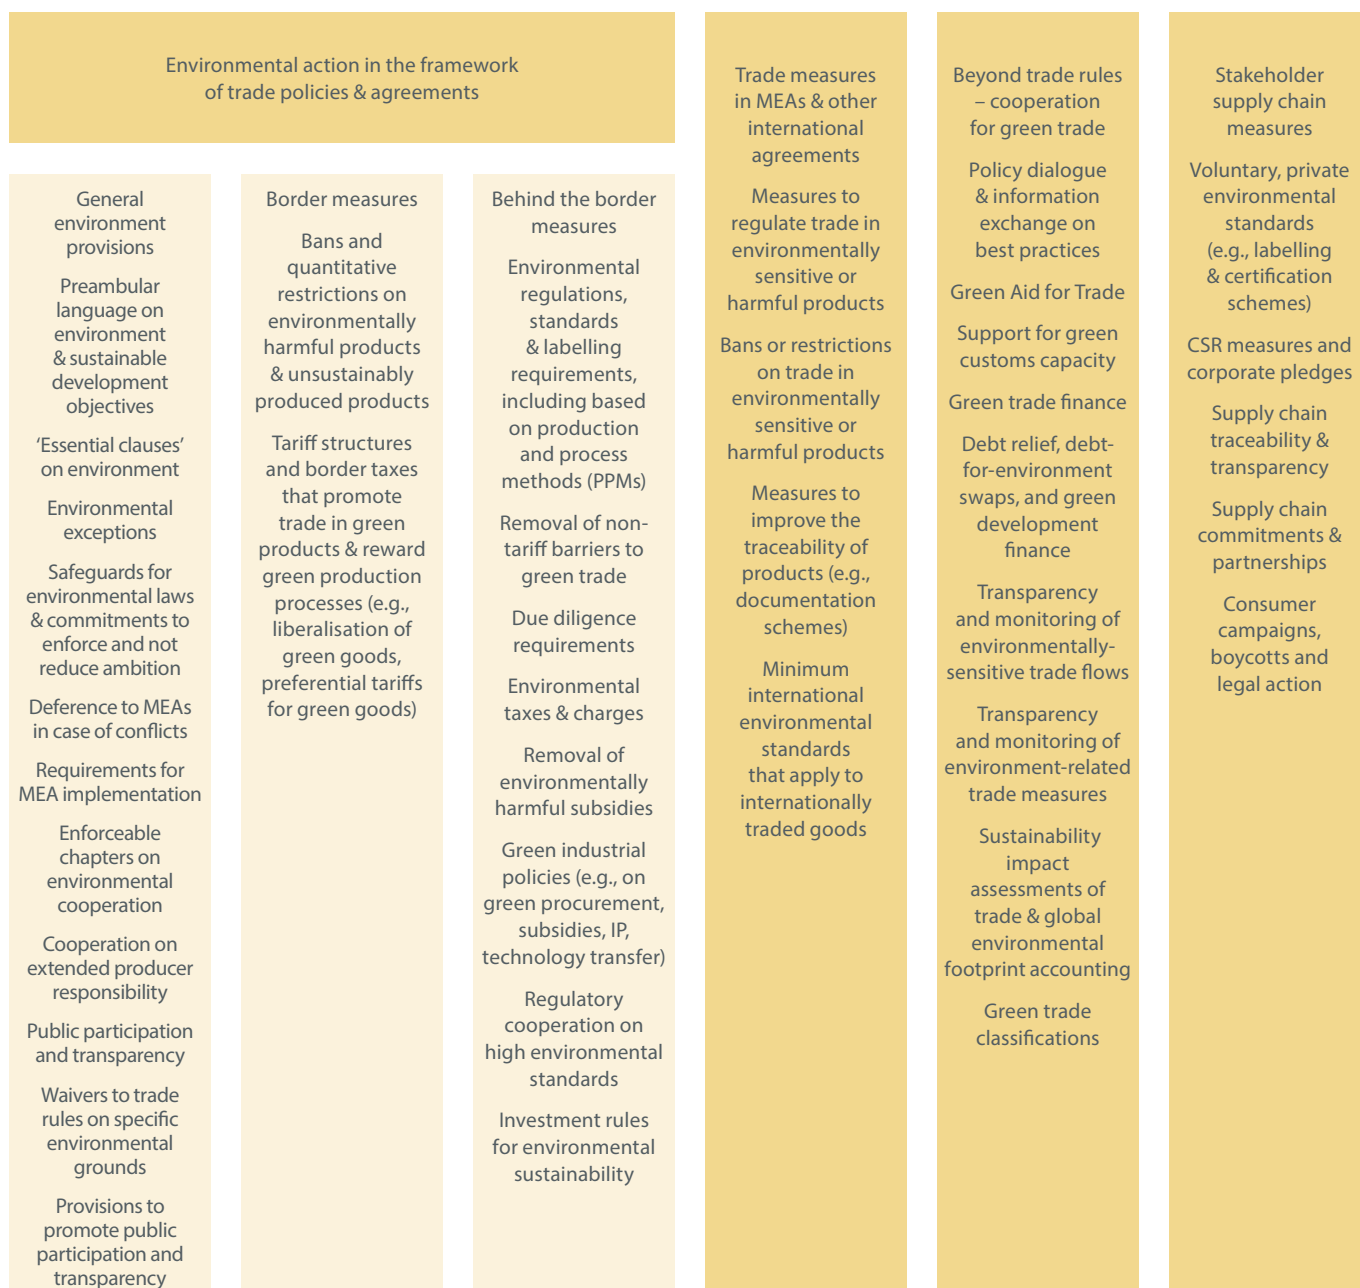 Environmental action in the framework
of trade policies & agreements
General
environment
provisions
Preambular
language on
environment
& sustainable
development
objectives
‘Essential clauses’
on environment
Environmental
exceptions
Safeguards for
environmental laws
& commitments to
enforce and not
reduce ambition
Deference to MEAs
in case of conflicts
Requirements for
MEA implementation
Enforceable
chapters on
environmental
cooperation
Cooperation on
extended producer
responsibility
Public participation
and transparency
Waivers to trade
rules on specific
environmental
grounds
Provisions to
promote public
participation and
transparency
Border measures
Bans and
quantitative
restrictions on
environmentally
harmful products
& unsustainably
produced products
Tariff structures
and border taxes
that promote
trade in green
products & reward
green production
processes (e.g.,
liberalisation of
green goods,
preferential tariffs
for green goods)
Behind the border
measures
Environmental
regulations,
standards
& labelling
requirements,
including based
on production
and process
methods (PPMs)
Removal of non-
tariff barriers to
green trade
Due diligence
requirements
Environmental
taxes & charges
Removal of
environmentally
harmful subsidies
Green industrial
policies (e.g., on
green procurement,
subsidies, IP,
technology transfer)
Regulatory
cooperation on
high environmental
standards
Investment rules
for environmental
sustainability
Trade measures
in MEAs & other
international
agreements
Measures to
regulate trade in
environmentally
sensitive or
harmful products
Bans or restrictions
on trade in
environmentally
sensitive or
harmful products
Measures to
improve the
traceability of
products (e.g.,
documentation
schemes)
Minimum
international
environmental
standards
that apply to
internationally
traded goods
Beyond trade rules
– cooperation
for green trade
Policy dialogue
& information
exchange on
best practices
Green Aid for Trade
Support for green
customs capacity
Green trade finance
Debt relief, debt-
for-environment
swaps, and green
development
finance
Transparency
and monitoring of
environmentally-
sensitive trade flows
Transparency
and monitoring of
environment-related
trade measures
Sustainability
impact
assessments of
trade & global
environmental
footprint accounting
Green trade
classifications
Stakeholder
supply chain
measures
Voluntary, private
environmental
standards
(e.g., labelling
& certification
schemes)
CSR measures and
corporate pledges
Supply chain
traceability &
transparency
Supply chain
commitments &
partnerships
Consumer
campaigns,
boycotts and
legal action